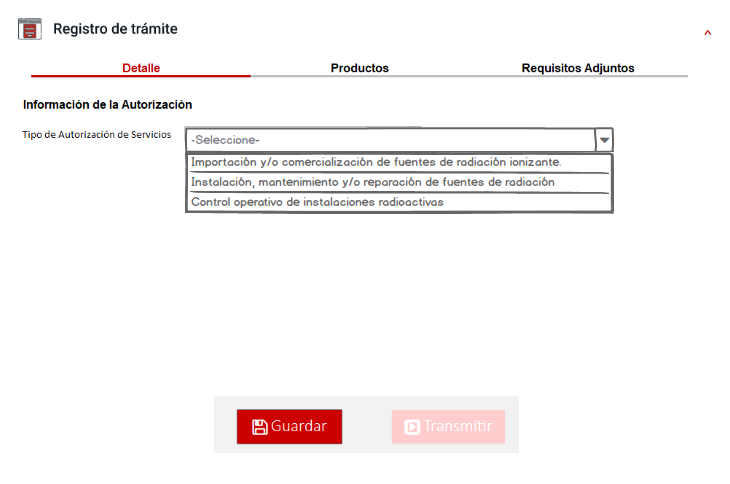 Registro de trámite
Detalle
Productos
Requisitos Adjuntos
Información de la Autorización
Tipo de Autorización de Servicios
-Seleccione-
Importación y/o comercialización de fuentes de radiación ionizante.
Instalación, mantenimiento y/o reparación de fuentes de radiación
Control operativo de instalaciones radioactivas
Guardar
Transmitir